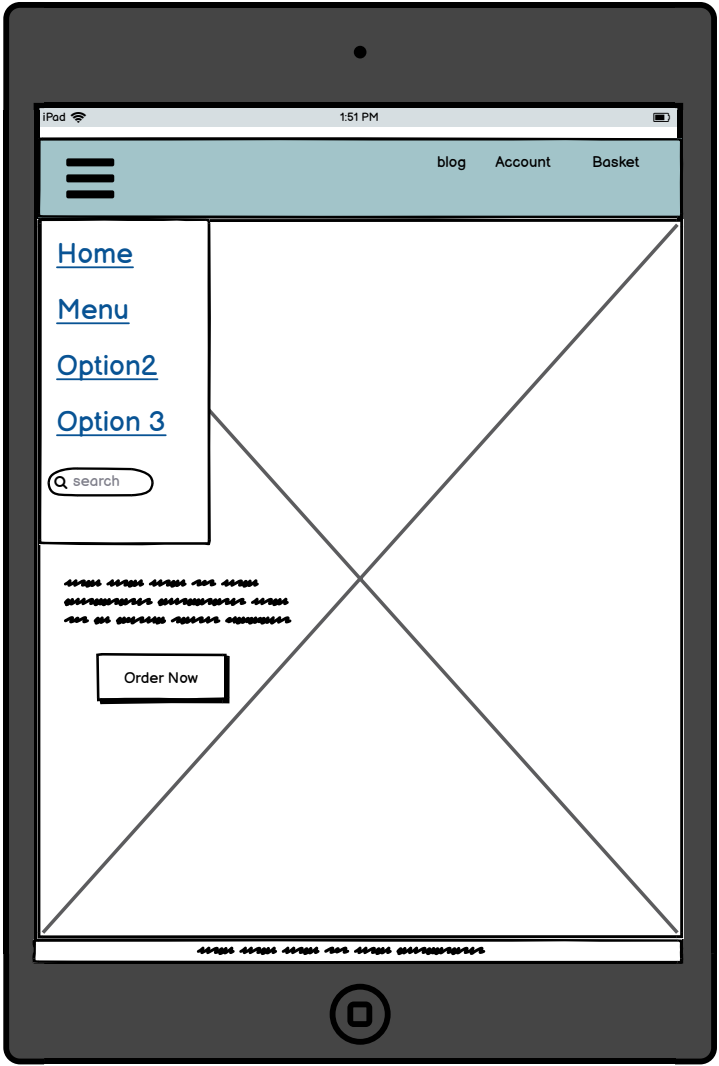 iPad 1:51 PM
blog Account Basket
Home
Menu
Option2
Option 3
search
Order Now